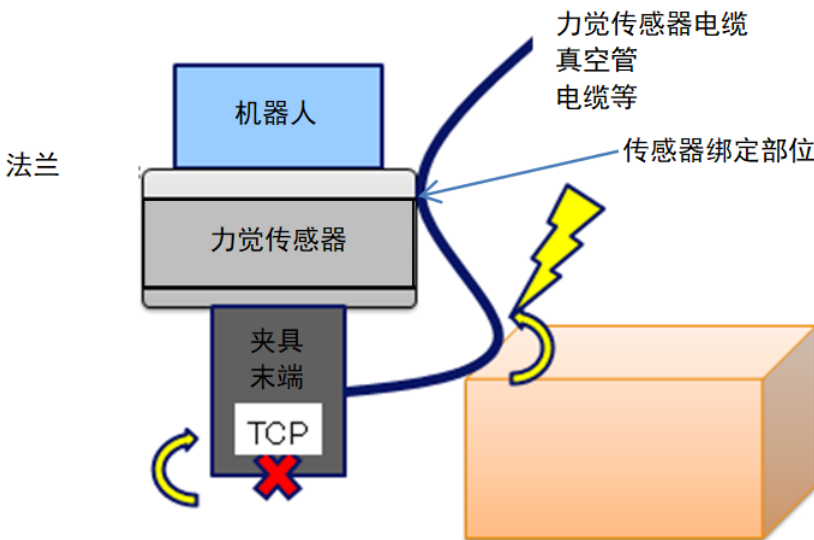 力觉传感器电缆
真空管
电缆等
机器人
传感器绑定部位
法兰
力觉传感器
夹具
末端
TCP